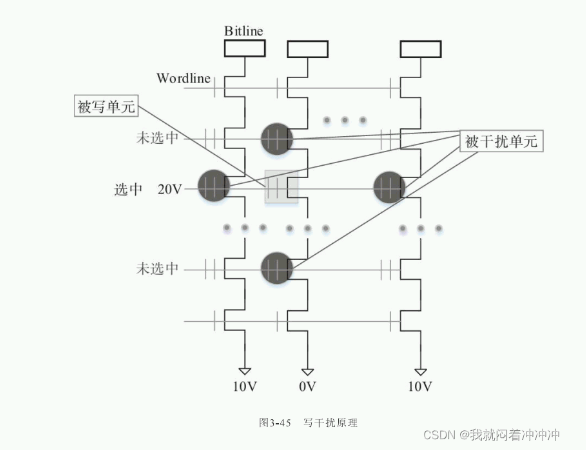 Bitline
Wordline
被写单元
未选中
被干扰单元
选中 20V
未选中
10V 0V 10V
图3-45 写干扰原理
CSDN @我就闷着冲冲冲